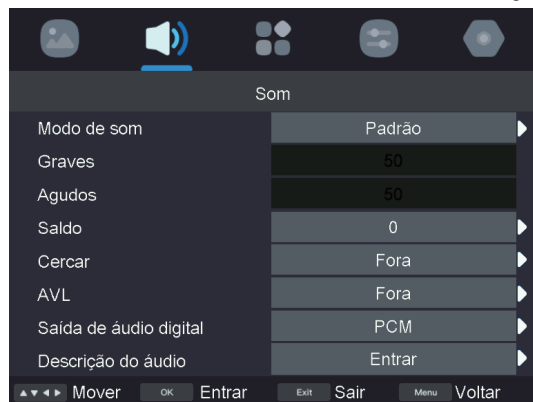 Som
Modo de som Padrão
Graves 50
Agudos 50
Saldo 0
Cercar Fora
AVL Fora
Saída de áudio digital PCM
Descrição do áudio Entrar
Mover OK Entrar Exit Sair Menu Voltar